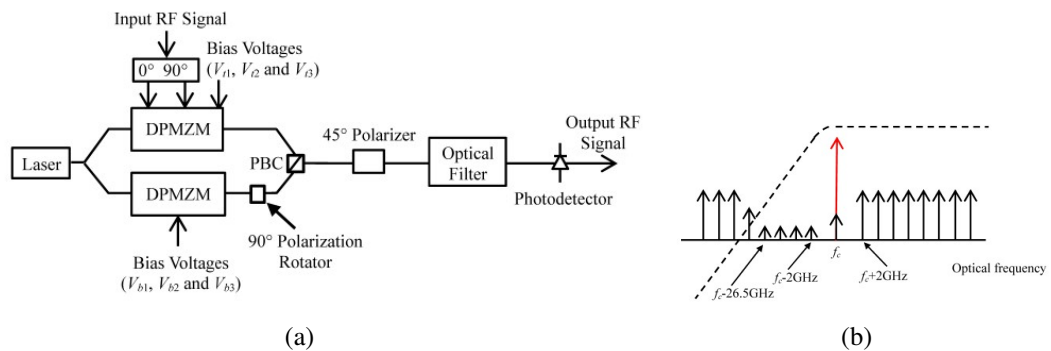 Input RF Signal
0° 90°
Bias Voltages
(Vt1, Vt2 and Vt3)
DPMZM
Laser
DPMZM
PBC
45° Polarizer
Optical
Filter
Output RF
Signal
Photodetector
90° Polarization
Rotator
Bias Voltages
(Vb1, Vb2 and Vb3)
(a)
fc-26.5GHz
fc-2GHz
fc
fc+2GHz
Optical frequency
(b)